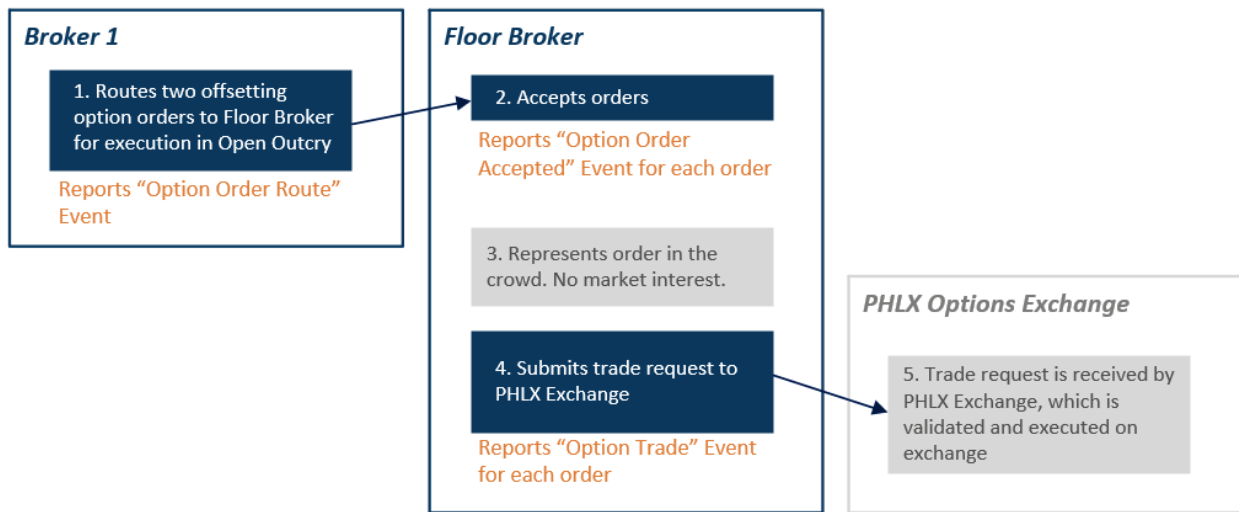 Broker 1
1. Routes two offsetting
option orders to Floor Broker
for execution in Open Outcry
Reports “Option Order Route”
Event
Floor Broker
2. Accepts orders
Reports “Option Order
Accepted” Event for each order
3. Represents order in the
crowd. No market interest.
4. Submits trade request to
PHLX Exchange
Reports “Option Trade” Event
for each order
PHLX Options Exchange
5. Trade request is received by
PHLX Exchange, which is
validated and executed on
exchange